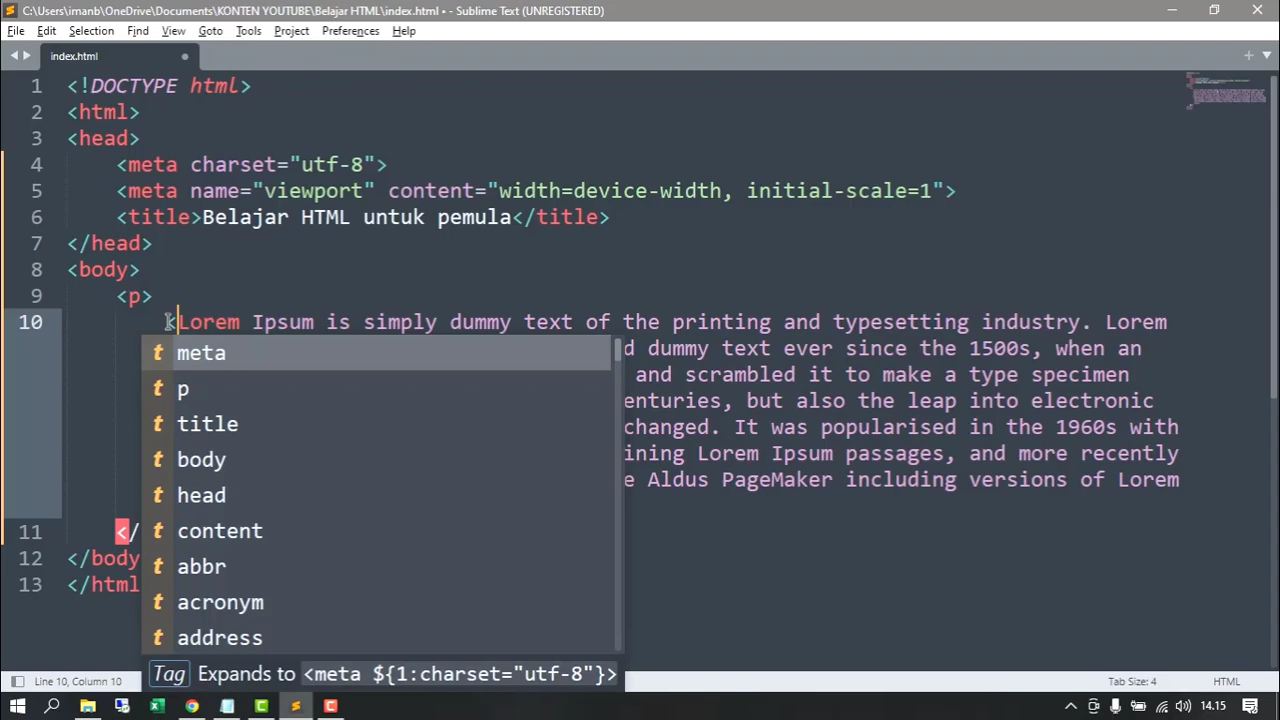 C:\Users\imanb\OneDrive\Documents\KONTEN YOUTUBE\Belajar HTML\index.html • - Sublime Text (UNREGISTERED)
File Edit Selection Find View Goto Tools Project Preferences Help
index.html
1 <!DOCTYPE html>
2 <html>
3 <head>
4 <meta charset="utf-8">
5 <meta name="viewport" content="width=device-width, initial-scale=1">
6 <title>Belajar HTML untuk pemula</title>
7 </head>
8 <body>
9 <p>
10 <Lorem Ipsum is simply dummy text of the printing and typesetting industry. Lorem
d dummy text ever since the 1500s, when an
and scrambled it to make a type specimen
enturies, but also the leap into electronic
changed. It was popularised in the 1960s with
ining Lorem Ipsum passages, and more recently
e Aldus PageMaker including versions of Lorem
11 </
12 </body
13 </html
t meta
t p
t title
t body
t head
t content
t abbr
t acronym
t address
Tag Expands to <meta ${1:charset="utf-8"}>
Line 10, Column 10 Tab Size: 4 HTML
14.15